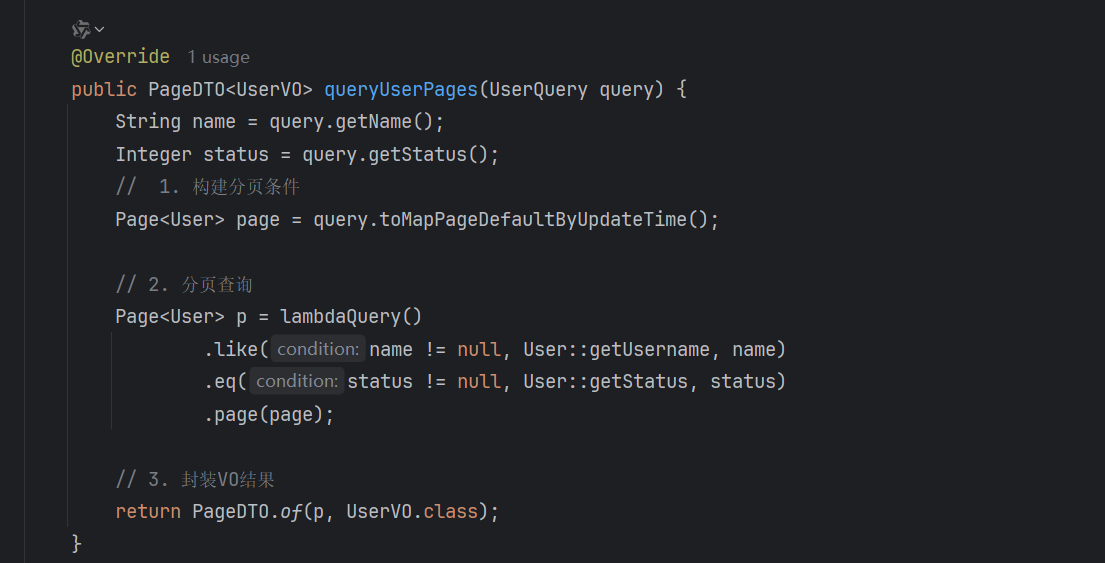 @Override 1 usage
public PageDTO<UserVO> queryUserPages(UserQuery query) {
String name = query.getName();
Integer status = query.getStatus();
//  1. 构建分页条件
Page<User> page = query.toMapPageDefaultByUpdateTime();
// 2. 分页查询
Page<User> p = lambdaQuery()
.like( condition: name != null, User::getUsername, name)
.eq( condition: status != null, User::getStatus, status)
.page(page);
// 3. 封装VO结果
return PageDTO.of(p, UserVO.class);
}